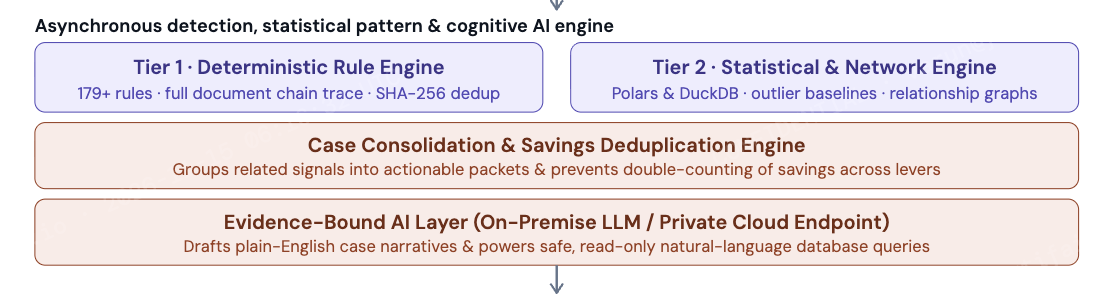 Asynchronous detection, statistical pattern & cognitive AI engine
Tier 1 · Deterministic Rule Engine
179+ rules · full document chain trace · SHA-256 dedup
Tier 2 · Statistical & Network Engine
Polars & DuckDB · outlier baselines · relationship graphs
Case Consolidation & Savings Deduplication Engine
Groups related signals into actionable packets & prevents double-counting of savings across levers
Evidence-Bound AI Layer (On-Premise LLM / Private Cloud Endpoint)
Drafts plain-English case narratives & powers safe, read-only natural-language database queries